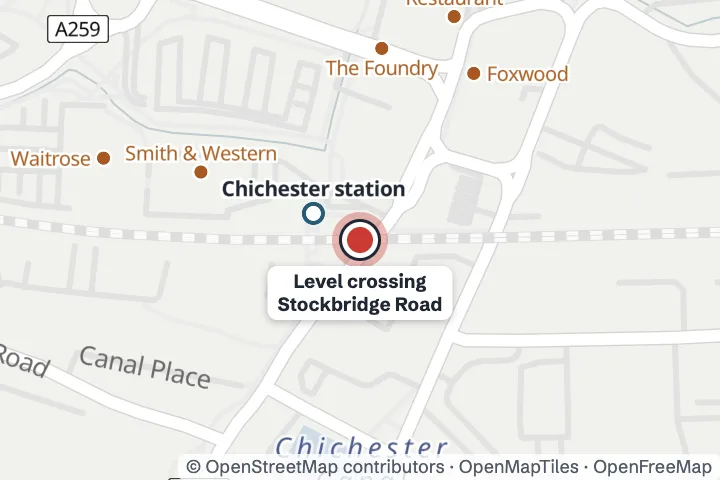 Restaurant
A259
The Foundry
Foxwood
Waitrose
Smith & Western
Chichester station
Level crossing
Stockbridge Road
Road
Canal Place
Chichester
Canal
© OpenStreetMap contributors · OpenMapTiles · OpenFreeMap